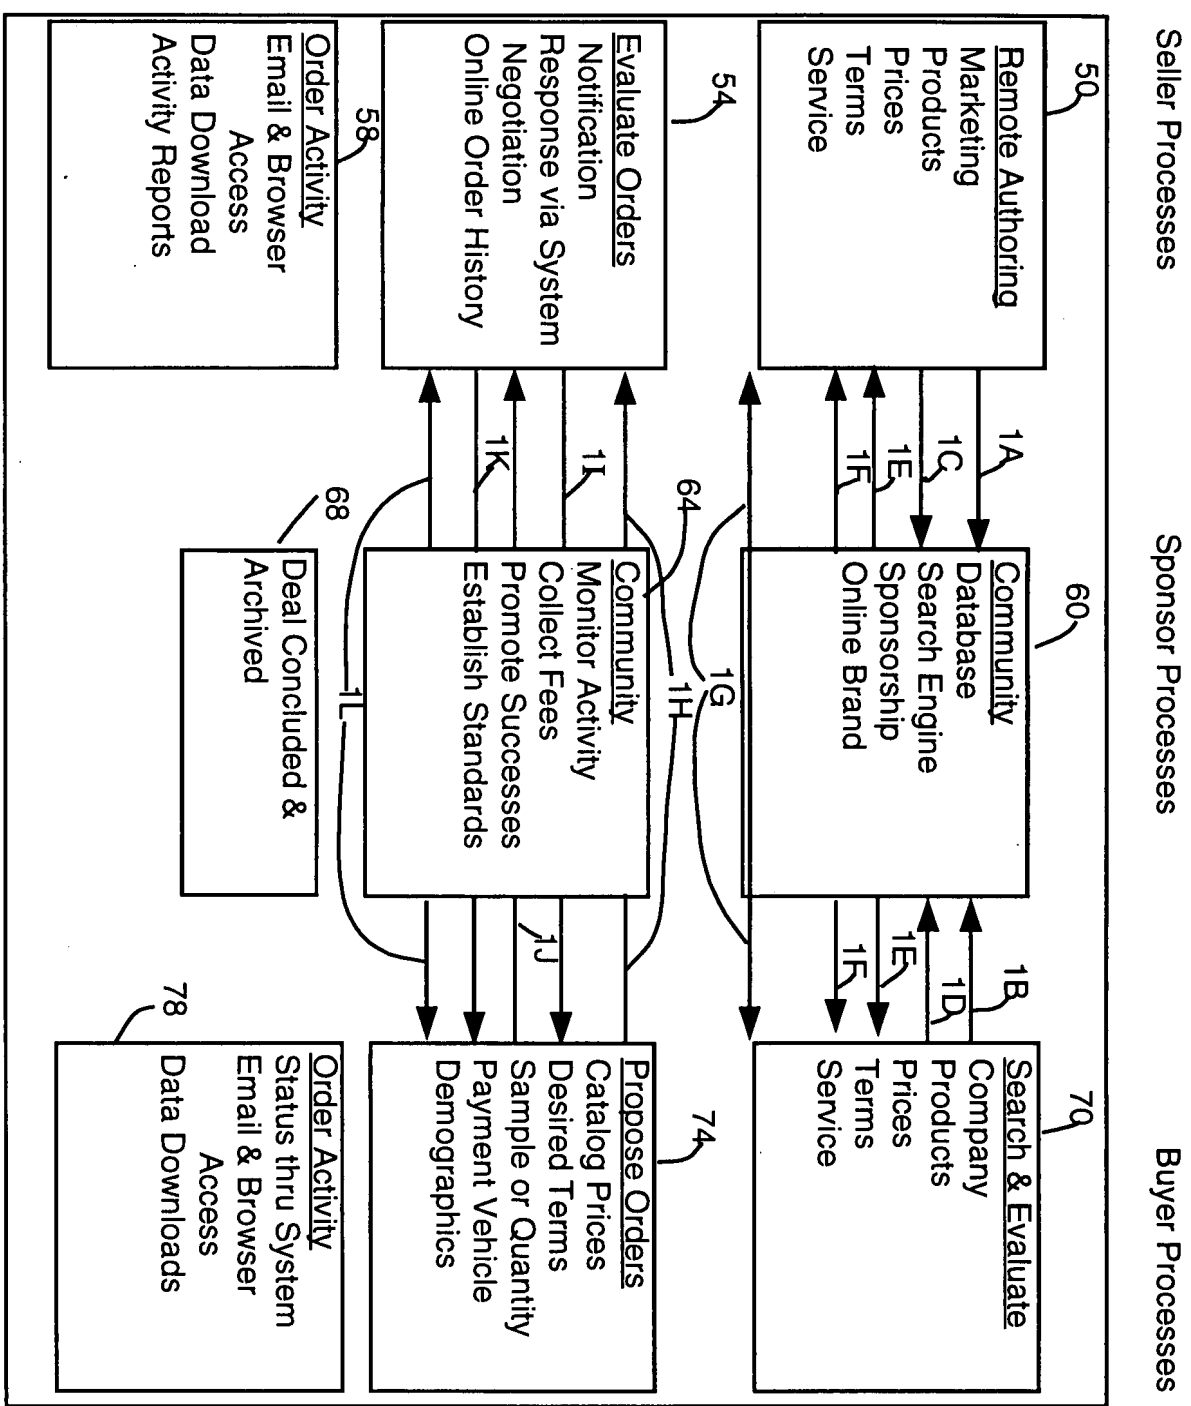 Seller Processes
Sponsor Processes
Buyer Processes
50
Remote Authoring
Marketing
Products
Prices
Terms
Service
1A
1C
1E
1F
60
Community
Database
Search Engine
Sponsorship
Online Brand
1B
1D
1E
1F
70
Search & Evaluate
Company
Products
Prices
Terms
Service
1G
54
Evaluate Orders
Notification
Response via System
Negotiation
Online Order History
1H
1I
1K
64
Community
Monitor Activity
Collect Fees
Promote Successes
Establish Standards
1J
1L
74
Propose Orders
Catalog Prices
Desired Terms
Sample or Quantity
Payment Vehicle
Demographics
58
Order Activity
Email & Browser
Access
Data Download
Activity Reports
68
Deal Concluded &
Archived
78
Order Activity
Status thru System
Email & Browser
Access
Data Downloads